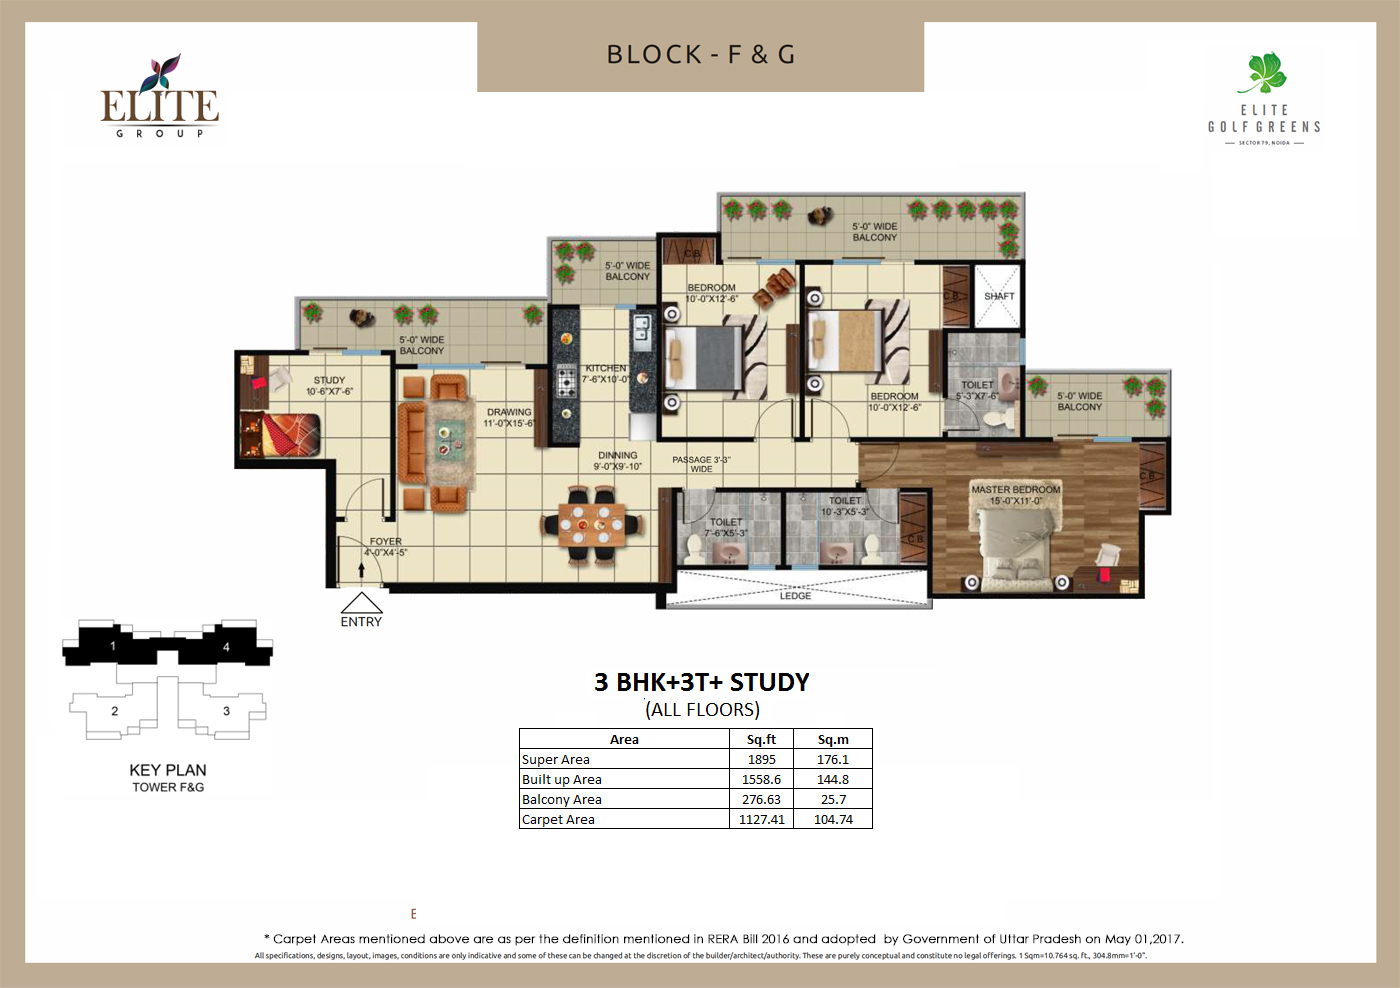 BLOCK - F & G
ELITE
GROUP
ELITE
GOLF GREENS
SECTOR 79, NOIDA
5'-0" WIDE
BALCONY
C.B.
5'-0" WIDE
BALCONY
BEDROOM
10'-0"X12'-6"
C.B.
SHAFT
5'-0" WIDE
BALCONY
STUDY
10'-6"X7'-6"
KITCHEN
7'-6"X10'-0"
DRAWING
11'-0"X15'-6"
BEDROOM
10'-0"X12'-6"
TOILET
5'-3"X7'-6"
5'-0" WIDE
BALCONY
DINNING
9'-0"X9'-10"
PASSAGE 3'-3"
WIDE
C.B.
MASTER BEDROOM
15'-0"X11'-0"
TOILET
7'-6"X5'-3"
TOILET
10'-3"X5'-3"
C.B.
FOYER
4'-0"X4'-5"
LEDGE
ENTRY
1
4
2
3
KEY PLAN
TOWER F&G
3 BHK+3T+ STUDY
(ALL FLOORS)
Area Sq.ft Sq.m
Super Area 1895 176.1
Built up Area 1558.6 144.8
Balcony Area 276.63 25.7
Carpet Area 1127.41 104.74
E
* Carpet Areas mentioned above are as per the definition mentioned in RERA Bill 2016 and adopted by Government of Uttar Pradesh on May 01,2017.
All specifications, designs, layout, images, conditions are only indicative and some of these can be changed at the discretion of the builder/architect/authority. These are purely conceptual and constitute no legal offerings. 1 Sqm=10.764 sq. ft., 304.8mm=1'-0".